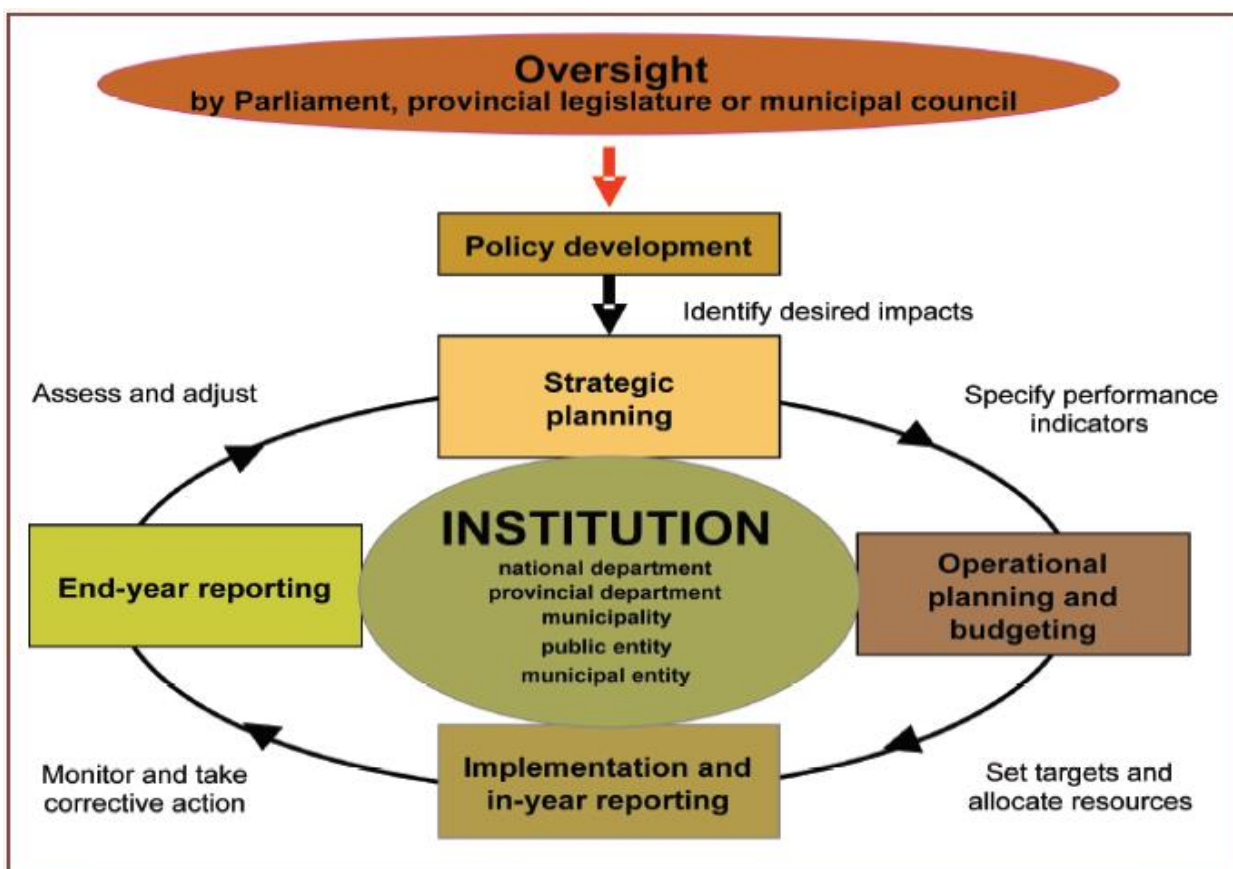 Oversight
by Parliament, provincial legislature or municipal council
Policy development
Identify desired impacts
Strategic
planning
Assess and adjust
Specify performance
indicators
INSTITUTION
national department
provincial department
municipality
public entity
municipal entity
End-year reporting
Operational
planning and
budgeting
Implementation and
in-year reporting
Monitor and take
corrective action
Set targets and
allocate resources